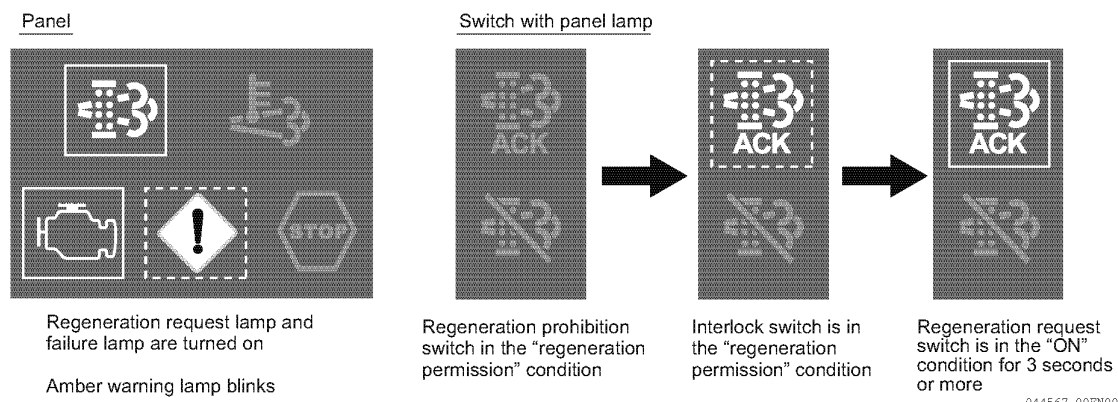 Panel
Switch with panel lamp
ACK
ACK
ACK
STOP
Regeneration request lamp and
failure lamp are turned on
Amber warning lamp blinks
Regeneration prohibition
switch in the “regeneration
permission” condition
Interlock switch is in
the “regeneration
permission” condition
Regeneration request
switch is in the “ON”
condition for 3 seconds
or more